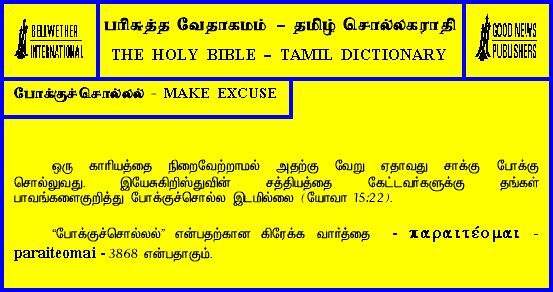 BELLWETHER
INTERNATIONAL
பரிசுத்த வேதாகமம் – தமிழ் சொல்லகராதி
THE HOLY BIBLE – TAMIL DICTIONARY
GOOD NEWS
PUBLISHERS
போக்குச்சொல்லல் - MAKE EXCUSE
ஒரு காரியத்தை நிறைவேற்றாமல் அதற்கு வேறு ஏதாவது சாக்கு போக்கு
சொல்லுவது. இயேசுகிறிஸ்துவின் சத்தியத்தை கேட்டவர்களுக்கு தங்கள்
பாவங்களைகுறித்து போக்குச்சொல்ல இடமில்லை (யோவா 15:22).
“போக்குச்சொல்லல்” என்பதற்கான கிரேக்க வார்த்தை - παραιτέομαι -
paraiteomai - 3868 என்பதாகும்.